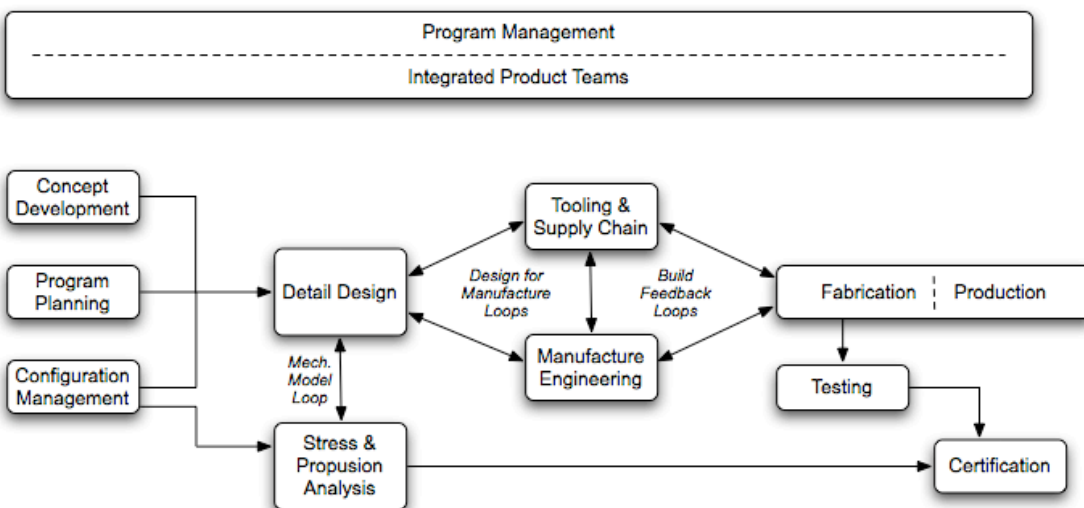 Program Management
Integrated Product Teams
Concept
Development
Program
Planning
Configuration
Management
Detail Design
Mech.
Model
Loop
Stress &
Propusion
Analysis
Tooling &
Supply Chain
Design for
Manufacture
Loops
Build
Feedback
Loops
Manufacture
Engineering
Fabrication
Production
Testing
Certification